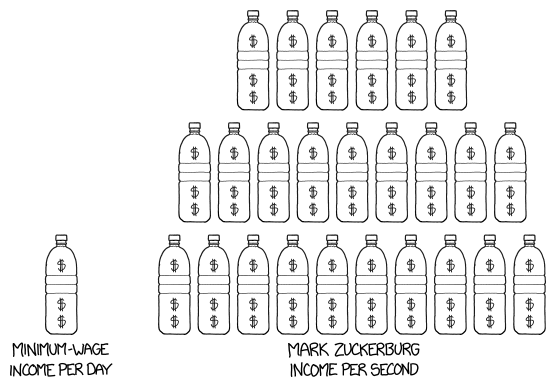 MINIMUM-WAGE
INCOME PER DAY
MARK ZUCKERBURG
INCOME PER SECOND